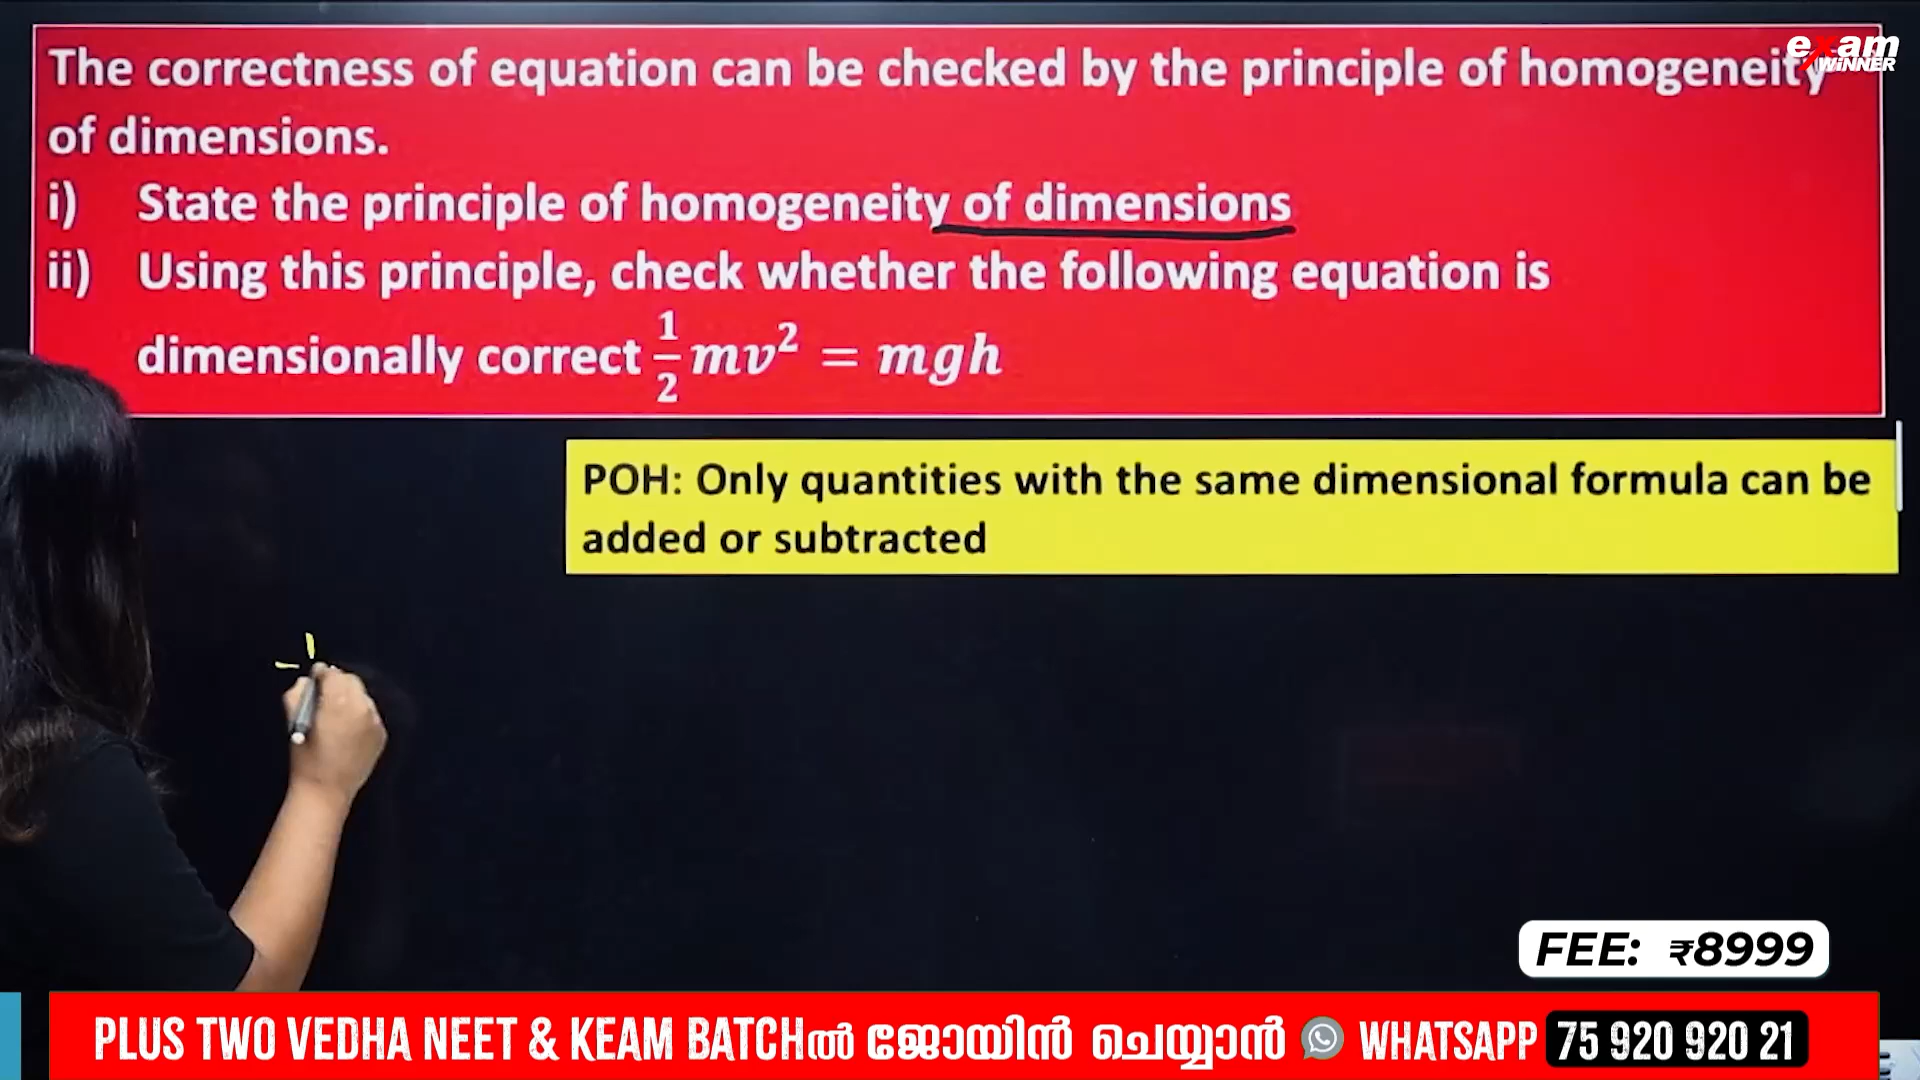 The correctness of equation can be checked by the principle of homogeneity
of dimensions.
i) State the principle of homogeneity of dimensions
ii) Using this principle, check whether the following equation is
dimensionally correct 1/2 mv² = mgh
exam
WiNNER
POH: Only quantities with the same dimensional formula can be
added or subtracted
FEE: ₹8999
PLUS TWO VEDHA NEET & KEAM BATCHൽ ജോയിൻ ചെയ്യാൻ WHATSAPP 75 920 920 21